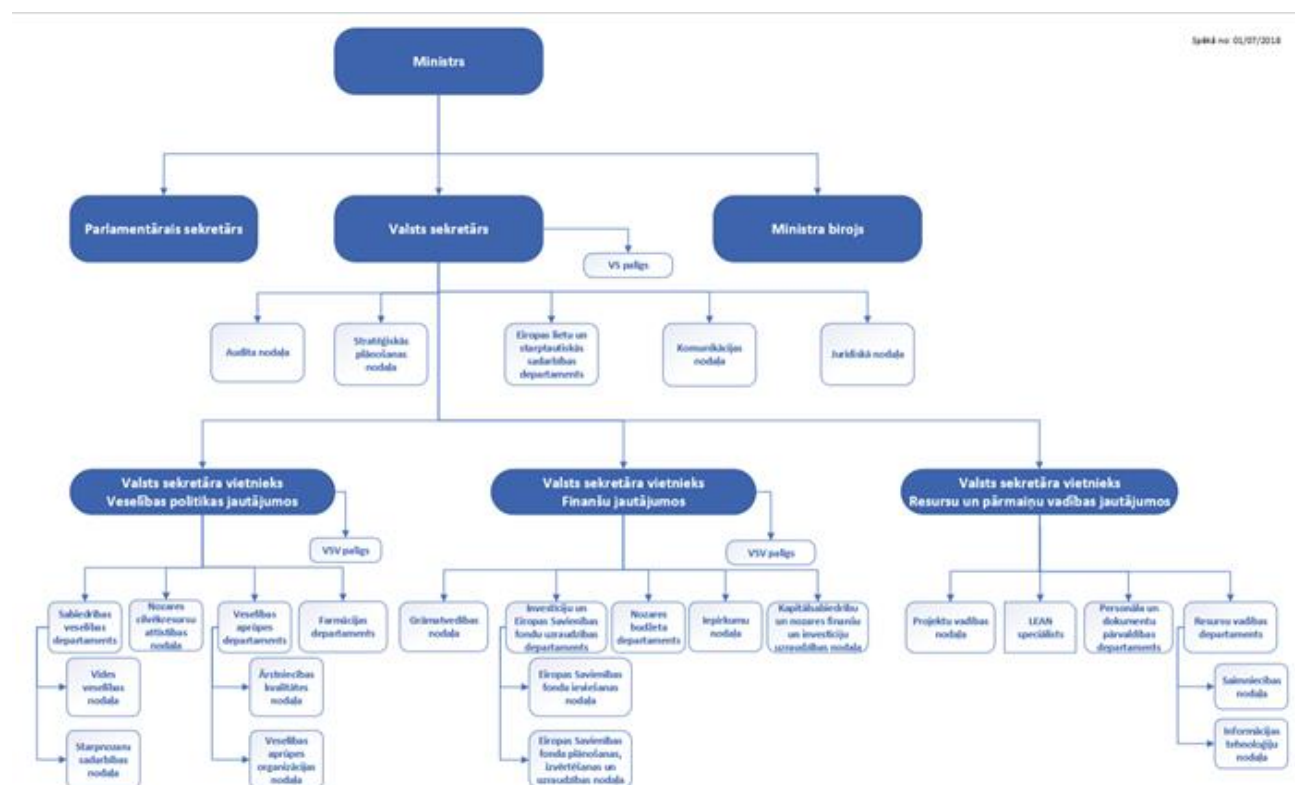 Spēkā no: 01/07/2018
Ministrs
Parlamentārais sekretārs
Valsts sekretārs
Ministra birojs
VS palīgs
Audita nodaļa
Stratēģiskās
plānošanas
nodaļa
Eiropas lietu un
starptautiskās
sadarbības
departaments
Komunikācijas
nodaļa
Juridiskā nodaļa
Valsts sekretāra vietnieks
Veselības politikas jautājumos
Valsts sekretāra vietnieks
Finanšu jautājumos
Valsts sekretāra vietnieks
Resursu un pārmaiņu vadības jautājumos
VSV palīgs
VSV palīgs
Sabiedrības
veselības
departaments
Nozares
cilvēkresursu
attīstības
nodaļa
Veselības
aprūpes
departaments
Farmācijas
departaments
Grāmatvedības
nodaļa
Investīciju un
Eiropas Savienības
fondu uzraudzības
departaments
Nozares
budžeta
departaments
Iepirkumu
nodaļa
Kapitālsabiedrību
un nozares finanšu
un investīciju
uzraudzības nodaļa
Projektu vadības
nodaļa
LEAN
speciālists
Personāla un
dokumentu
pārvaldības
departaments
Resursu vadības
departaments
Vides
veselības
nodaļa
Ārstniecības
kvalitātes
nodaļa
Eiropas Savienības
fonda ieviešanas
nodaļa
Saimniecības
nodaļa
Starpnozaru
sadarbības
nodaļa
Veselības
aprūpes
organizācijas
nodaļa
Eiropas Savienības
fonda plānošanas,
izvērtēšanas un
uzraudzības nodaļa
Informācijas
tehnoloģiju
nodaļa